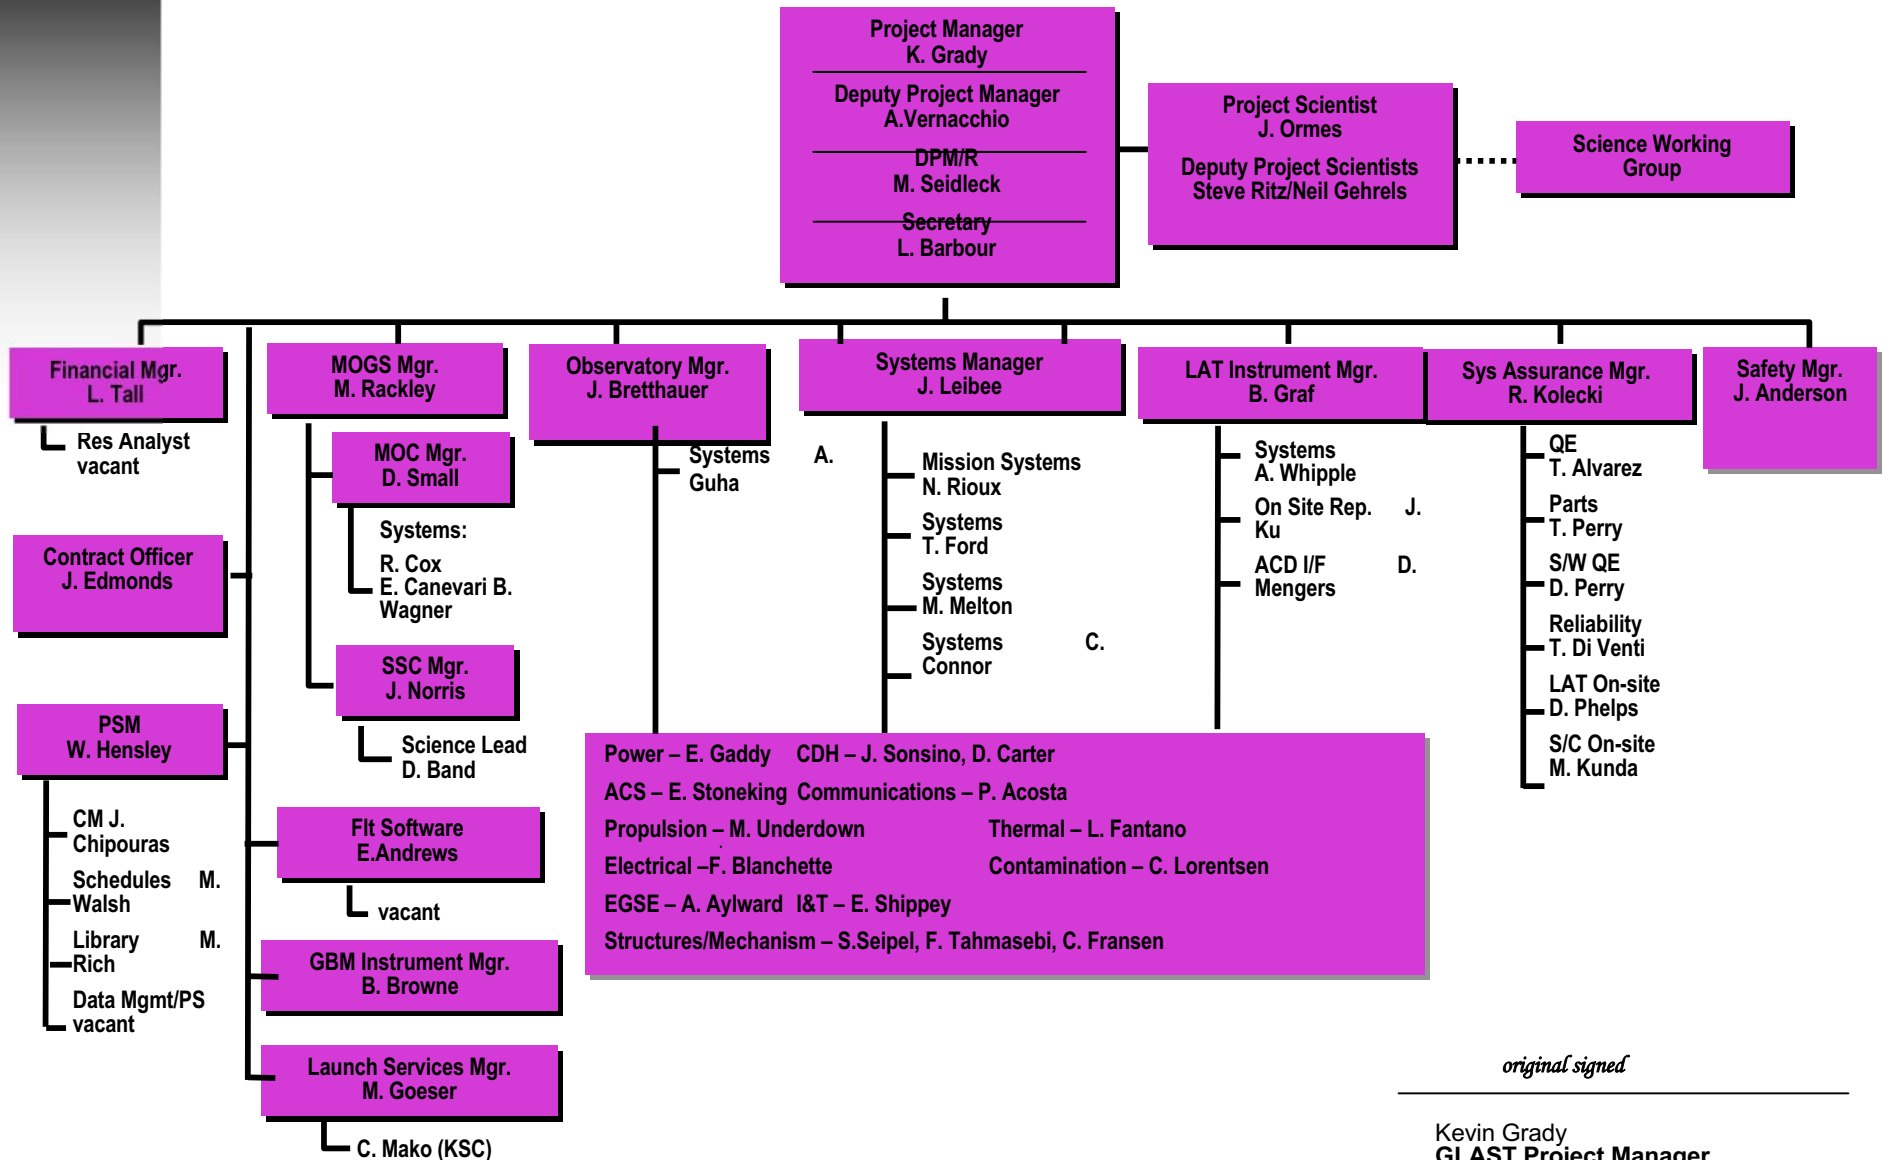 Project Manager
K. Grady
Deputy Project Manager
A.Vernacchio
DPM/R
M. Seidleck
Secretary
L. Barbour
Project Scientist
J. Ormes
Deputy Project Scientists
Steve Ritz/Neil Gehrels
Science Working
Group
Financial Mgr.
L. Tall
Res Analyst
vacant
Contract Officer
J. Edmonds
PSM
W. Hensley
CM J.
Chipouras
Schedules M.
Walsh
Library M.
Rich
Data Mgmt/PS
vacant
MOGS Mgr.
M. Rackley
MOC Mgr.
D. Small
Systems:
R. Cox
E. Canevari B.
Wagner
SSC Mgr.
J. Norris
Science Lead
D. Band
Flt Software
E.Andrews
vacant
GBM Instrument Mgr.
B. Browne
Launch Services Mgr.
M. Goeser
C. Mako (KSC)
Observatory Mgr.
J. Bretthauer
Systems A.
Guha
Systems Manager
J. Leibee
Mission Systems
N. Rioux
Systems
T. Ford
Systems
M. Melton
Systems C.
Connor
LAT Instrument Mgr.
B. Graf
Systems
A. Whipple
On Site Rep. J.
Ku
ACD I/F D.
Mengers
Sys Assurance Mgr.
R. Kolecki
QE
T. Alvarez
Parts
T. Perry
S/W QE
D. Perry
Reliability
T. Di Venti
LAT On-site
D. Phelps
S/C On-site
M. Kunda
Safety Mgr.
J. Anderson
Power – E. Gaddy CDH – J. Sonsino, D. Carter
ACS – E. Stoneking Communications – P. Acosta
Propulsion – M. Underdown Thermal – L. Fantano
Electrical –F. Blanchette Contamination – C. Lorentsen
EGSE – A. Aylward I&T – E. Shippey
Structures/Mechanism – S.Seipel, F. Tahmasebi, C. Fransen
original signed
Kevin Grady
GLAST Project Manager